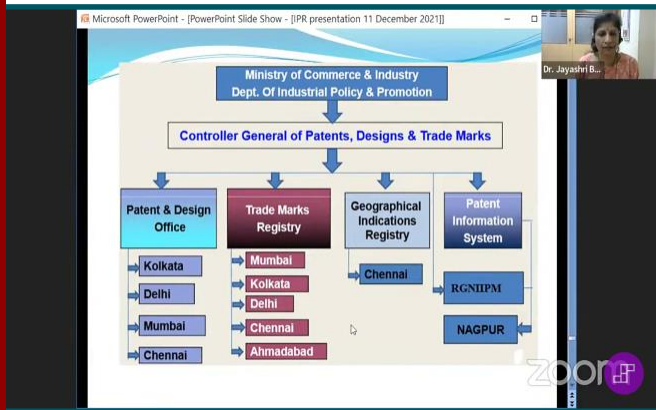 Microsoft PowerPoint - [PowerPoint Slide Show - [IPR presentation 11 December 2021]]
Dr. Jayashri B...
Ministry of Commerce & Industry
Dept. Of Industrial Policy & Promotion
Controller General of Patents, Designs & Trade Marks
Patent & Design
Office
Kolkata
Delhi
Mumbai
Chennai
Trade Marks
Registry
Mumbai
Kolkata
Delhi
Chennai
Ahmadabad
Geographical
Indications
Registry
Chennai
Patent
Information
System
RGNIIPM
NAGPUR
zoom